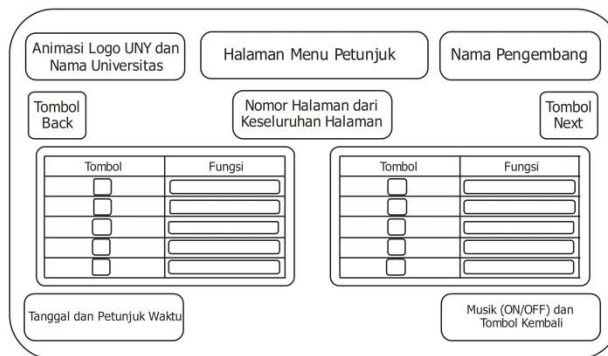 Animasi Logo UNY dan
Nama Universitas
Halaman Menu Petunjuk
Nama Pengembang
Tombol
Back
Nomor Halaman dari
Keseluruhan Halaman
Tombol
Next
Tombol Fungsi
Tombol Fungsi
Tanggal dan Petunjuk Waktu
Musik (ON/OFF) dan
Tombol Kembali